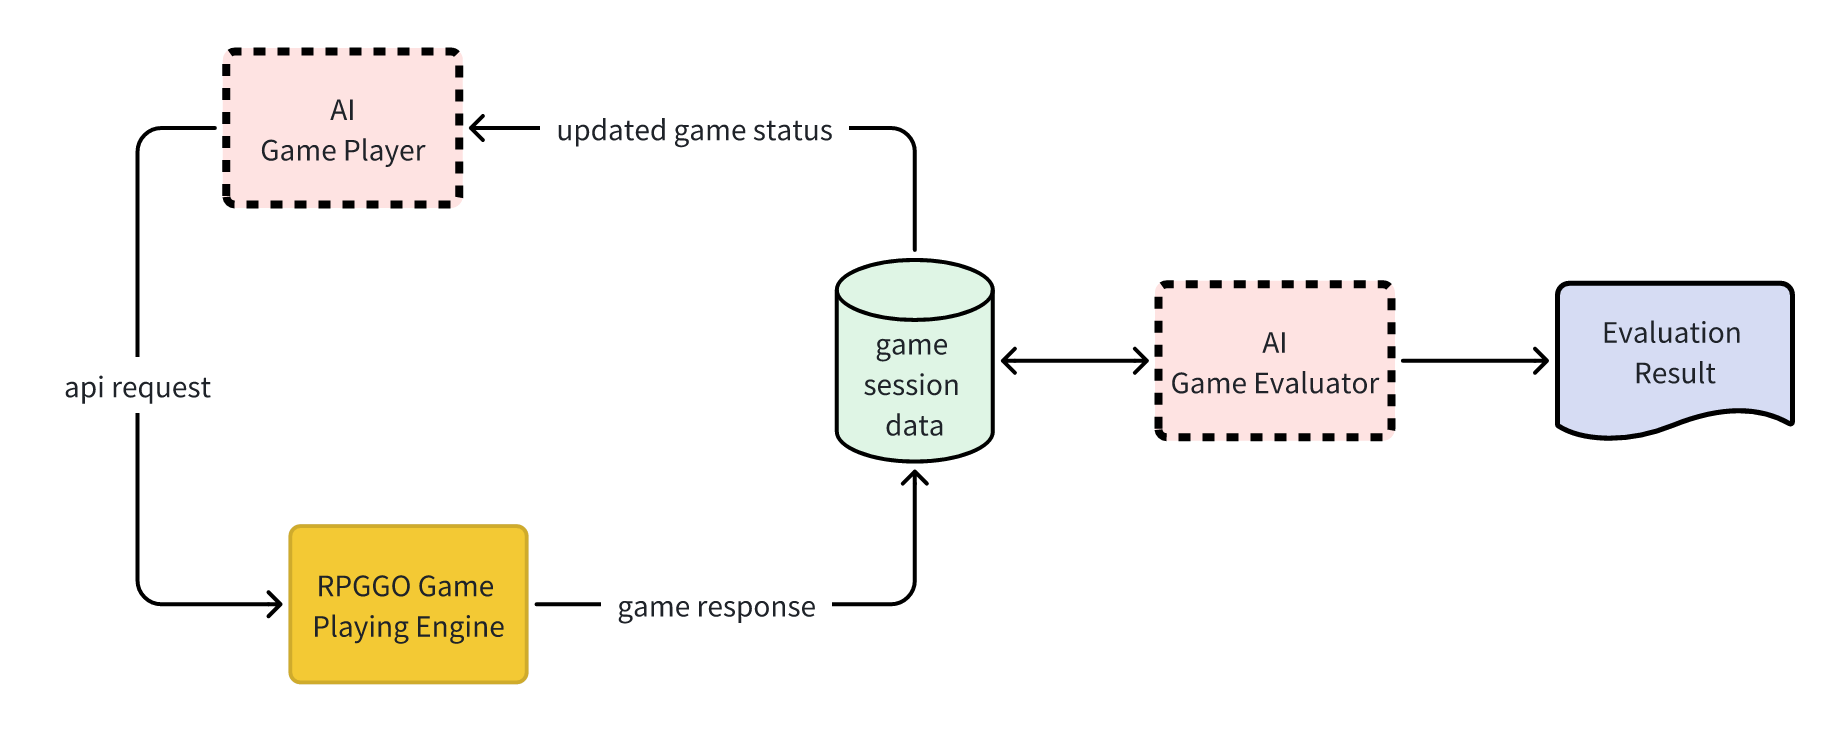 AI
Game Player
updated game status
game
session
data
AI
Game Evaluator
Evaluation
Result
api request
RPGGO Game
Playing Engine
game response